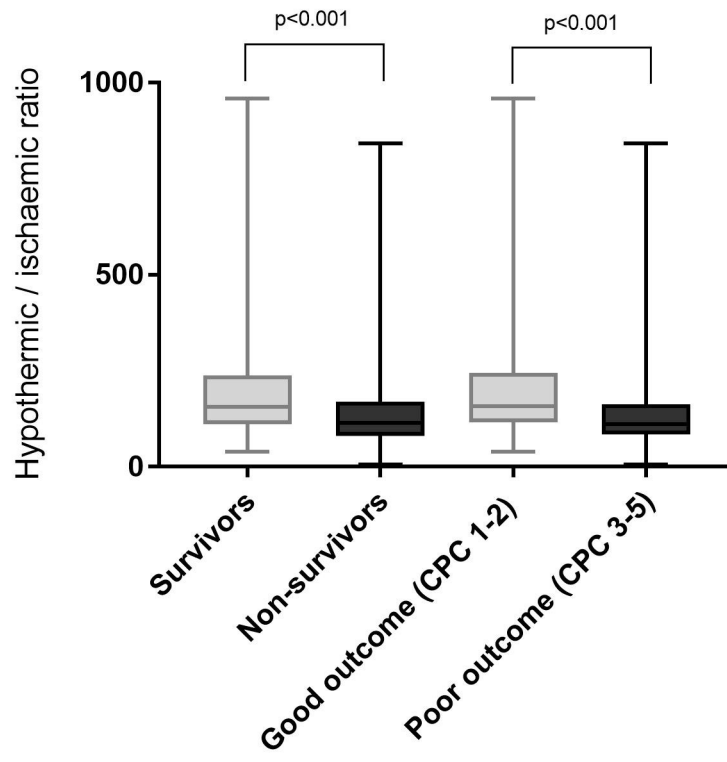 p<0.001
p<0.001
Hypothermic / ischaemic ratio
1000
500
0
Survivors
Non-survivors
Good outcome (CPC 1-2)
Poor outcome (CPC 3-5)